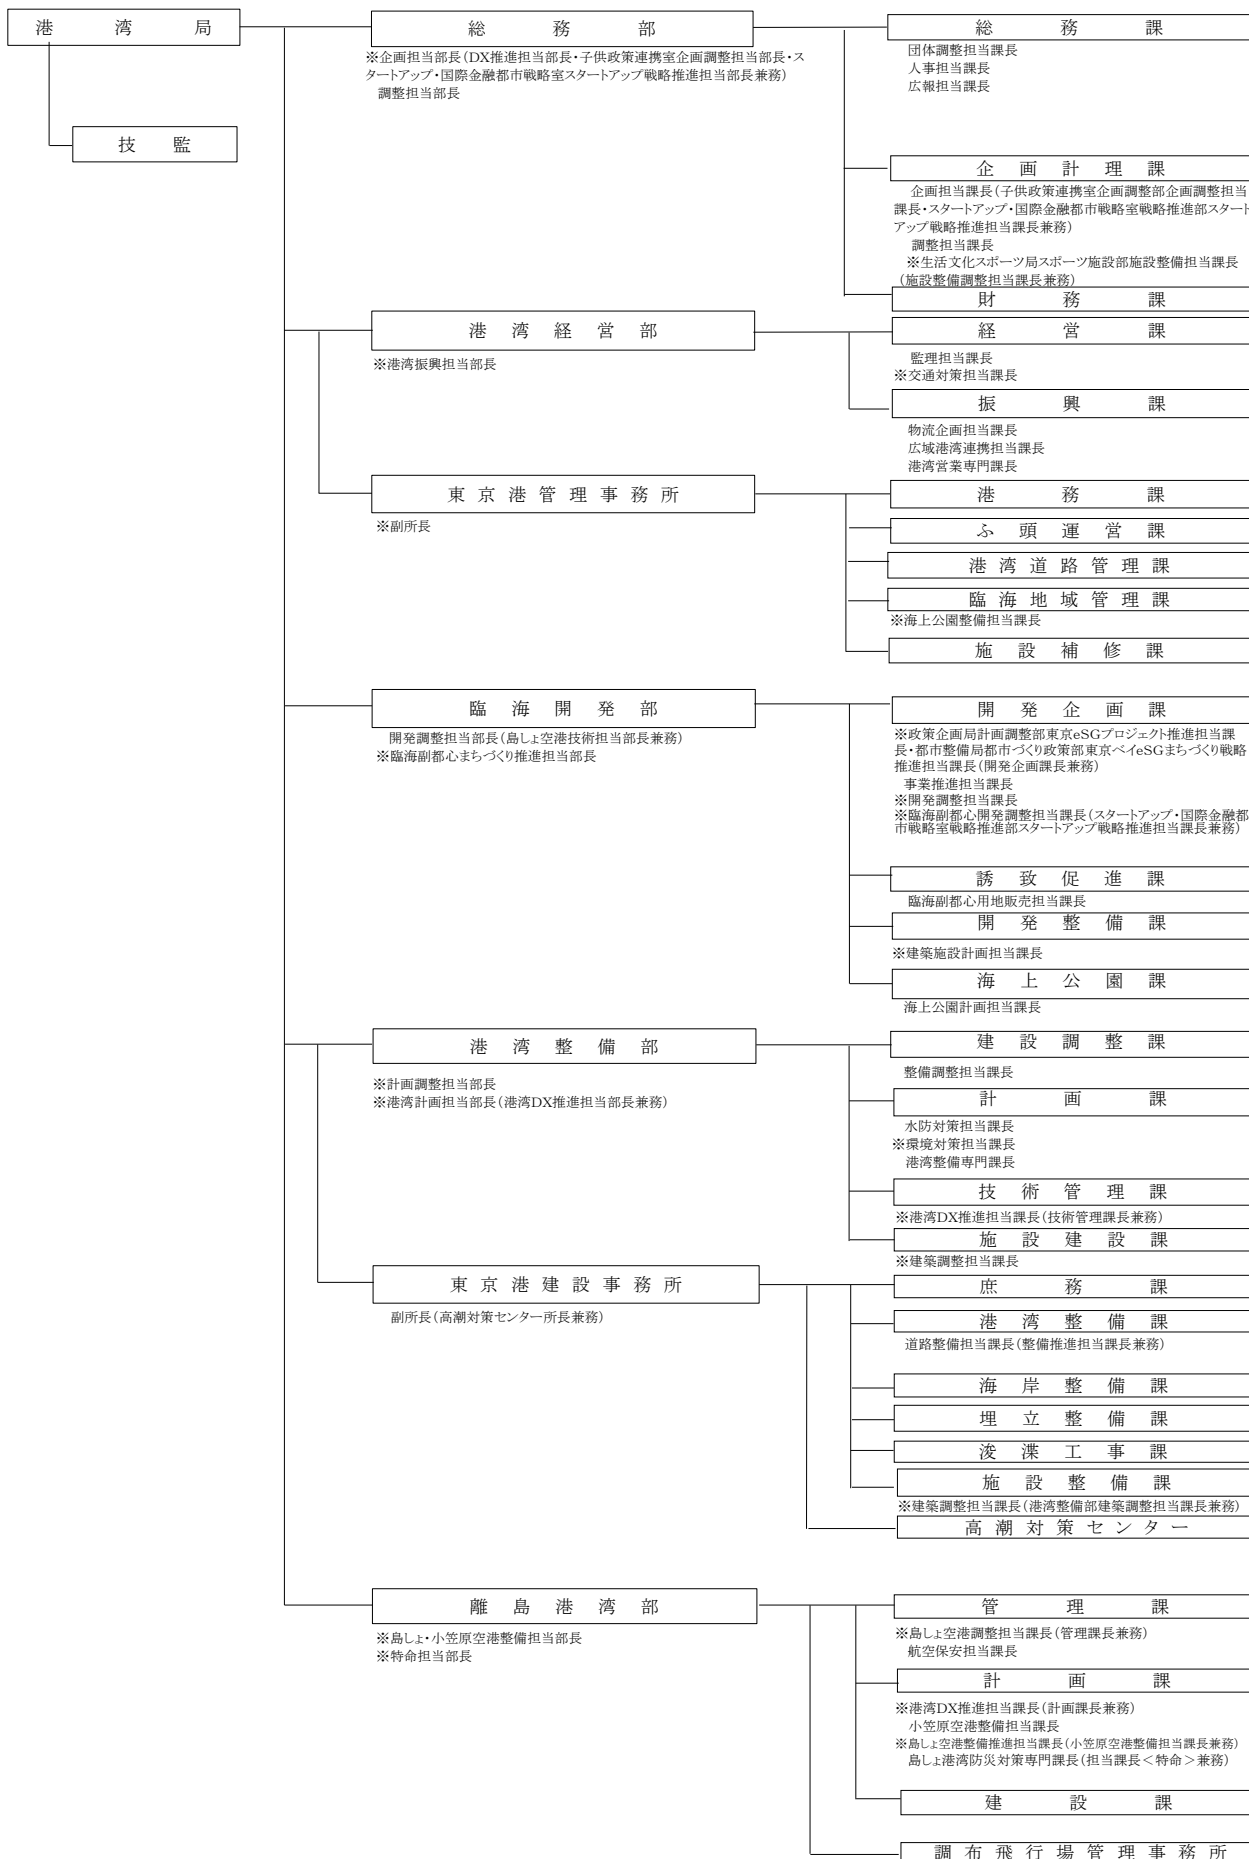 港湾局
総務部
※企画担当部長(DX推進担当部長・子供政策連携室企画調整担当部長・ス
タートアップ・国際金融都市戦略室スタートアップ戦略推進担当部長兼務)
調整担当部長
技監
総務課
団体調整担当課長
人事担当課長
広報担当課長
企画計理課
企画担当課長(子供政策連携室企画調整部企画調整担当
課長・スタートアップ・国際金融都市戦略室戦略推進部スタート
アップ戦略推進担当課長兼務)
調整担当課長
※生活文化スポーツ局スポーツ施設部施設整備担当課長
(施設整備調整担当課長兼務)
財務課
港湾経営部
※港湾振興担当部長
経営課
監理担当課長
※交通対策担当課長
振興課
物流企画担当課長
広域港湾連携担当課長
港湾営業専門課長
東京港管理事務所
※副所長
港務課
ふ頭運営課
港湾道路管理課
臨海地域管理課
※海上公園整備担当課長
施設補修課
臨海開発部
開発調整担当部長(島しょ空港技術担当部長兼務)
※臨海副都心まちづくり推進担当部長
開発企画課
※政策企画局計画調整部東京eSGプロジェクト推進担当課
長・都市整備局都市づくり政策部東京ベイeSGまちづくり戦略
推進担当課長(開発企画課長兼務)
事業推進担当課長
※開発調整担当課長
※臨海副都心開発調整担当課長(スタートアップ・国際金融都
市戦略室戦略推進部スタートアップ戦略推進担当課長兼務)
誘致促進課
臨海副都心用地販売担当課長
開発整備課
※建築施設計画担当課長
海上公園課
海上公園計画担当課長
港湾整備部
※計画調整担当部長
※港湾計画担当部長(港湾DX推進担当部長兼務)
建設調整課
整備調整担当課長
計画課
水防対策担当課長
※環境対策担当課長
港湾整備専門課長
技術管理課
※港湾DX推進担当課長(技術管理課長兼務)
施設建設課
※建築調整担当課長
東京港建設事務所
副所長(高潮対策センター所長兼務)
庶務課
港湾整備課
道路整備担当課長(整備推進担当課長兼務)
海岸整備課
埋立整備課
浚渫工事課
施設整備課
※建築調整担当課長(港湾整備部建築調整担当課長兼務)
高潮対策センター
離島港湾部
※島しょ・小笠原空港整備担当部長
※特命担当部長
管理課
※島しょ空港調整担当課長(管理課長兼務)
航空保安担当課長
計画課
※港湾DX推進担当課長(計画課長兼務)
小笠原空港整備担当課長
※島しょ空港整備推進担当課長(小笠原空港整備担当課長兼務)
島しょ港湾防災対策専門課長(担当課長<特命>兼務)
建設課
調布飛行場管理事務所